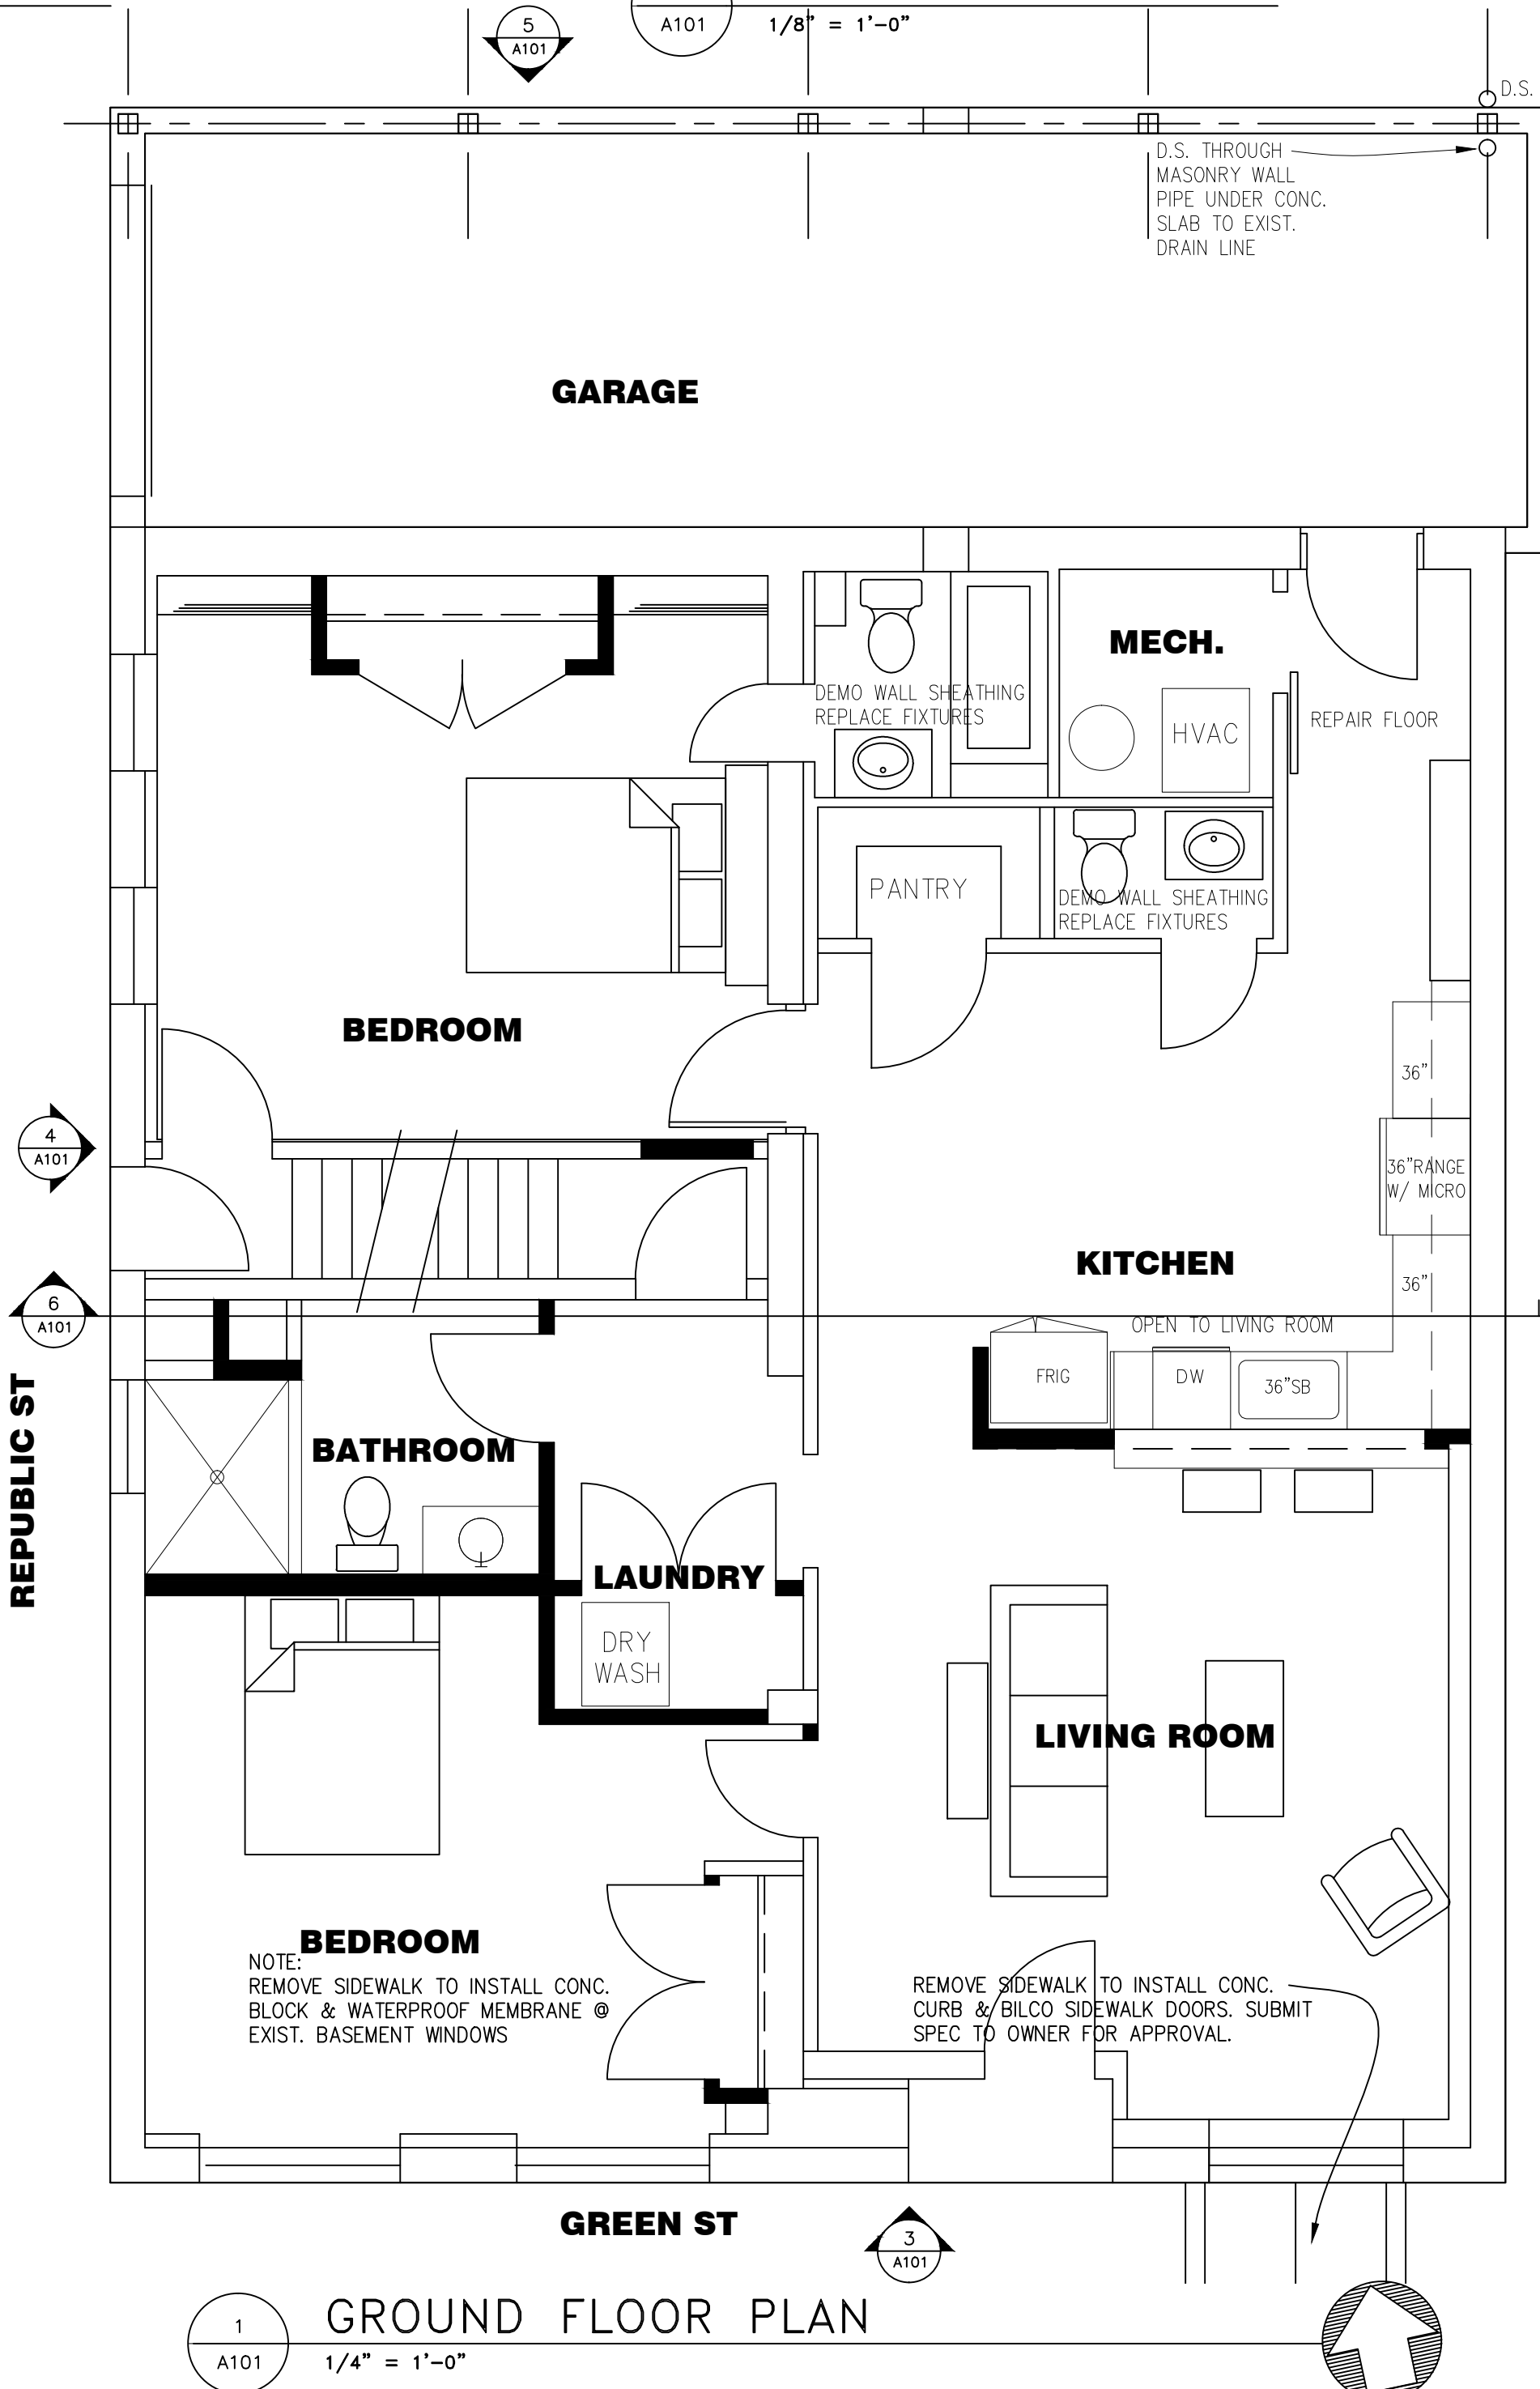 5
A101
A101
1/8" = 1'-0"
D.S.
D.S. THROUGH
MASONRY WALL
PIPE UNDER CONC.
SLAB TO EXIST.
DRAIN LINE
GARAGE
MECH.
DEMO WALL SHEATHING
REPLACE FIXTURES
HVAC
REPAIR FLOOR
PANTRY
DEMO WALL SHEATHING
REPLACE FIXTURES
BEDROOM
36"
4
A101
36"RANGE
W/ MICRO
KITCHEN
36"
6
A101
OPEN TO LIVING ROOM
FRIG
DW
36"SB
REPUBLIC ST
BATHROOM
LAUNDRY
DRY
WASH
LIVING ROOM
BEDROOM
NOTE:
REMOVE SIDEWALK TO INSTALL CONC.
BLOCK & WATERPROOF MEMBRANE @
EXIST. BASEMENT WINDOWS
REMOVE SIDEWALK TO INSTALL CONC.
CURB & BILCO SIDEWALK DOORS. SUBMIT
SPEC TO OWNER FOR APPROVAL.
GREEN ST
3
A101
1
A101
GROUND FLOOR PLAN
1/4" = 1'-0"